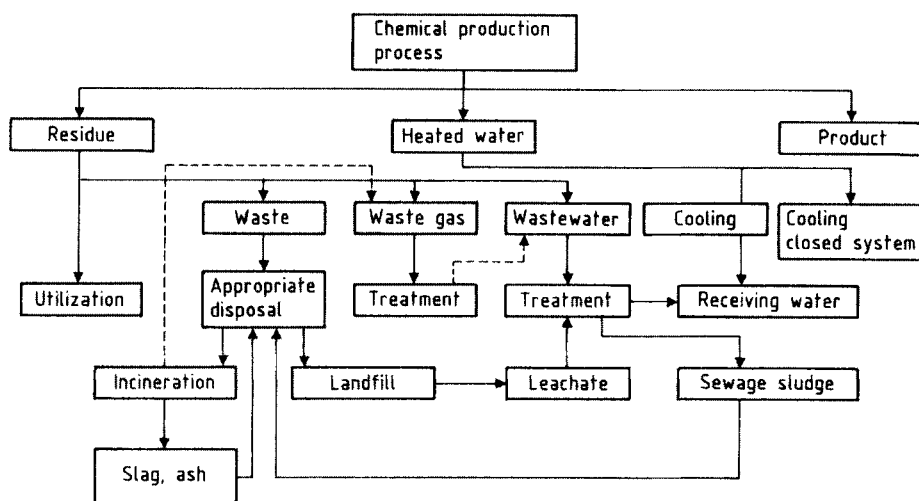 Chemical production
process
Residue
Heated water
Product
Waste
Waste gas
Wastewater
Cooling
Cooling
closed system
Utilization
Appropriate
disposal
Treatment
Treatment
Receiving water
Incineration
Landfill
Leachate
Sewage sludge
Slag, ash